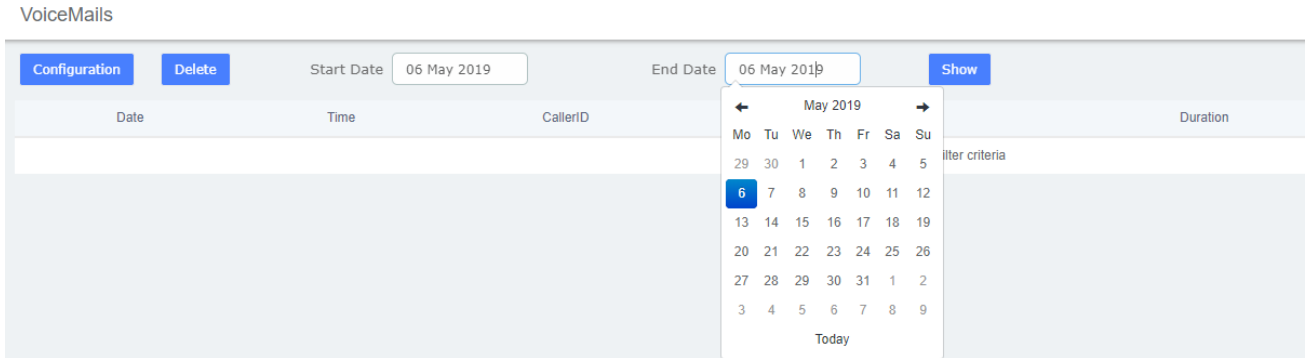 VoiceMails
Configuration Delete Start Date 06 May 2019 End Date 06 May 2019 Show
Date Time CallerID Duration
May 2019
Mo Tu We Th Fr Sa Su
29 30 1 2 3 4 5
criteria
6 7 8 9 10 11 12
13 14 15 16 17 18 19
20 21 22 23 24 25 26
27 28 29 30 31 1 2
3 4 5 6 7 8 9
Today